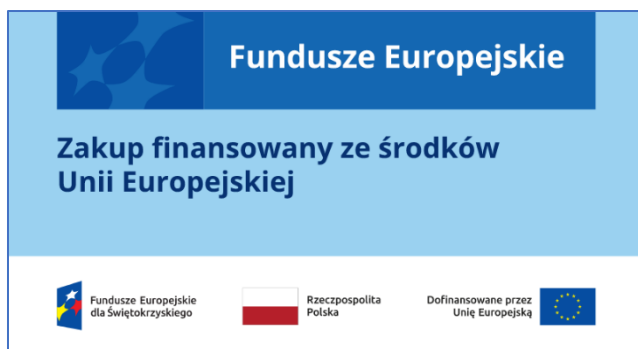 Fundusze Europejskie
Zakup finansowany ze środków
Unii Europejskiej
Fundusze Europejskie
dla Świętokrzyskiego
Rzeczpospolita
Polska
Dofinansowane przez
Unię Europejską